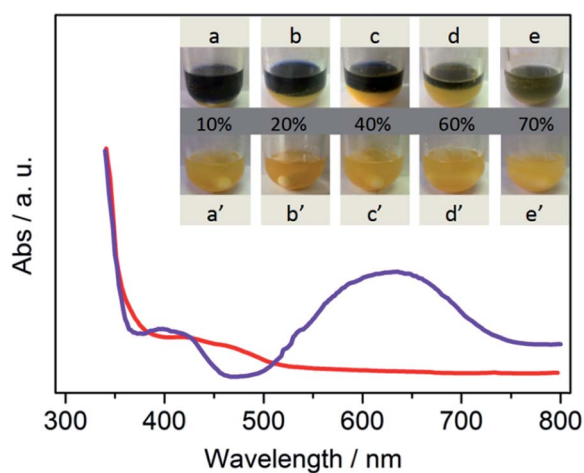 a b c d e
10% 20% 40% 60% 70%
a’ b’ c’ d’ e’
Abs / a. u.
300 400 500 600 700 800
Wavelength / nm